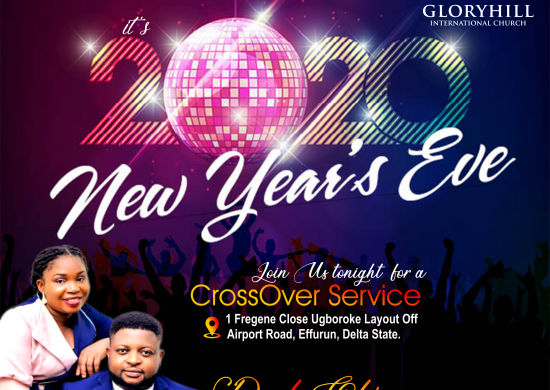 GLORYHILL
INTERNATIONAL CHURCH
it's
2020
New Year's Eve
Join Us tonight for a
CrossOver Service
1 Fregene Close Ugboroke Layout Off
Airport Road, Effurun, Delta State.